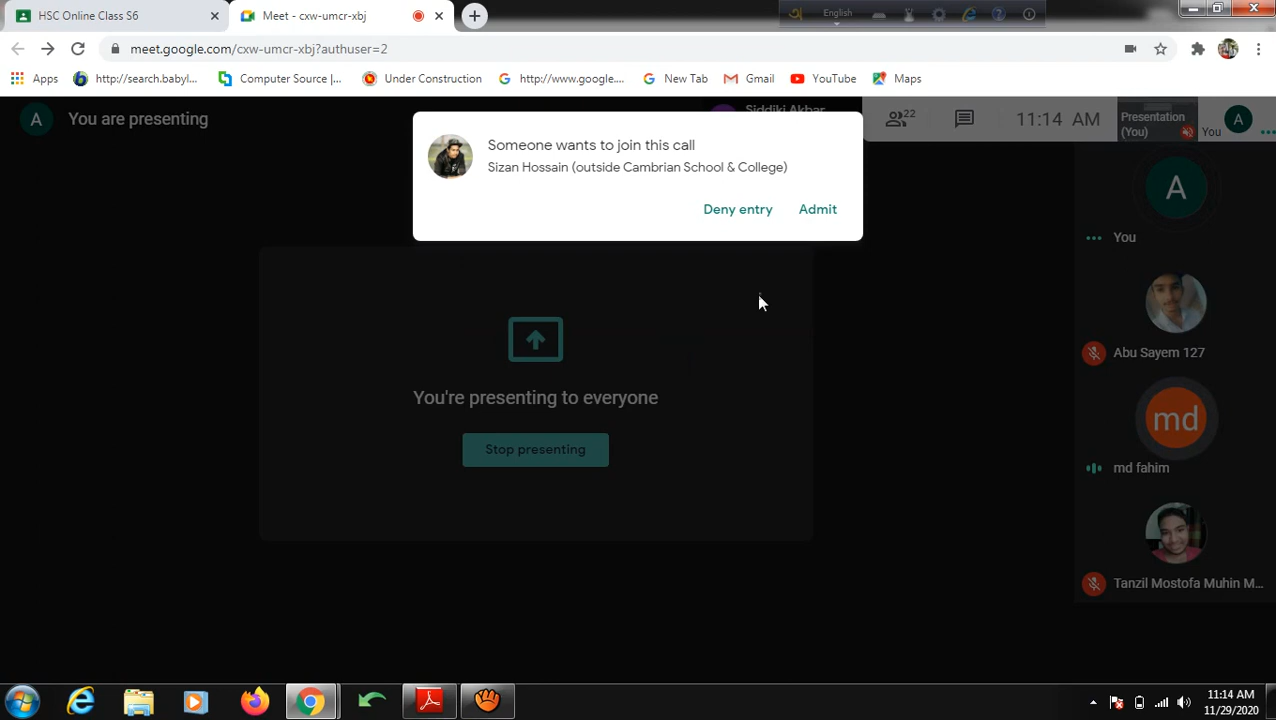 HSC Online Class S6
Meet - cxw-umcr-xbj
English
meet.google.com/cxw-umcr-xbj?authuser=2
Apps
http://search.babyl...
Computer Source |...
Under Construction
http://www.google....
New Tab
Gmail
YouTube
Maps
A
You are presenting
Siddiki Akbar
22
11:14 AM
Presentation
(You)
You
Someone wants to join this call
Sizan Hossain (outside Cambrian School & College)
Deny entry
Admit
A
You
Abu Sayem 127
You're presenting to everyone
Stop presenting
md
md fahim
Tanzil Mostofa Muhin M...
11:14 AM
11/29/2020